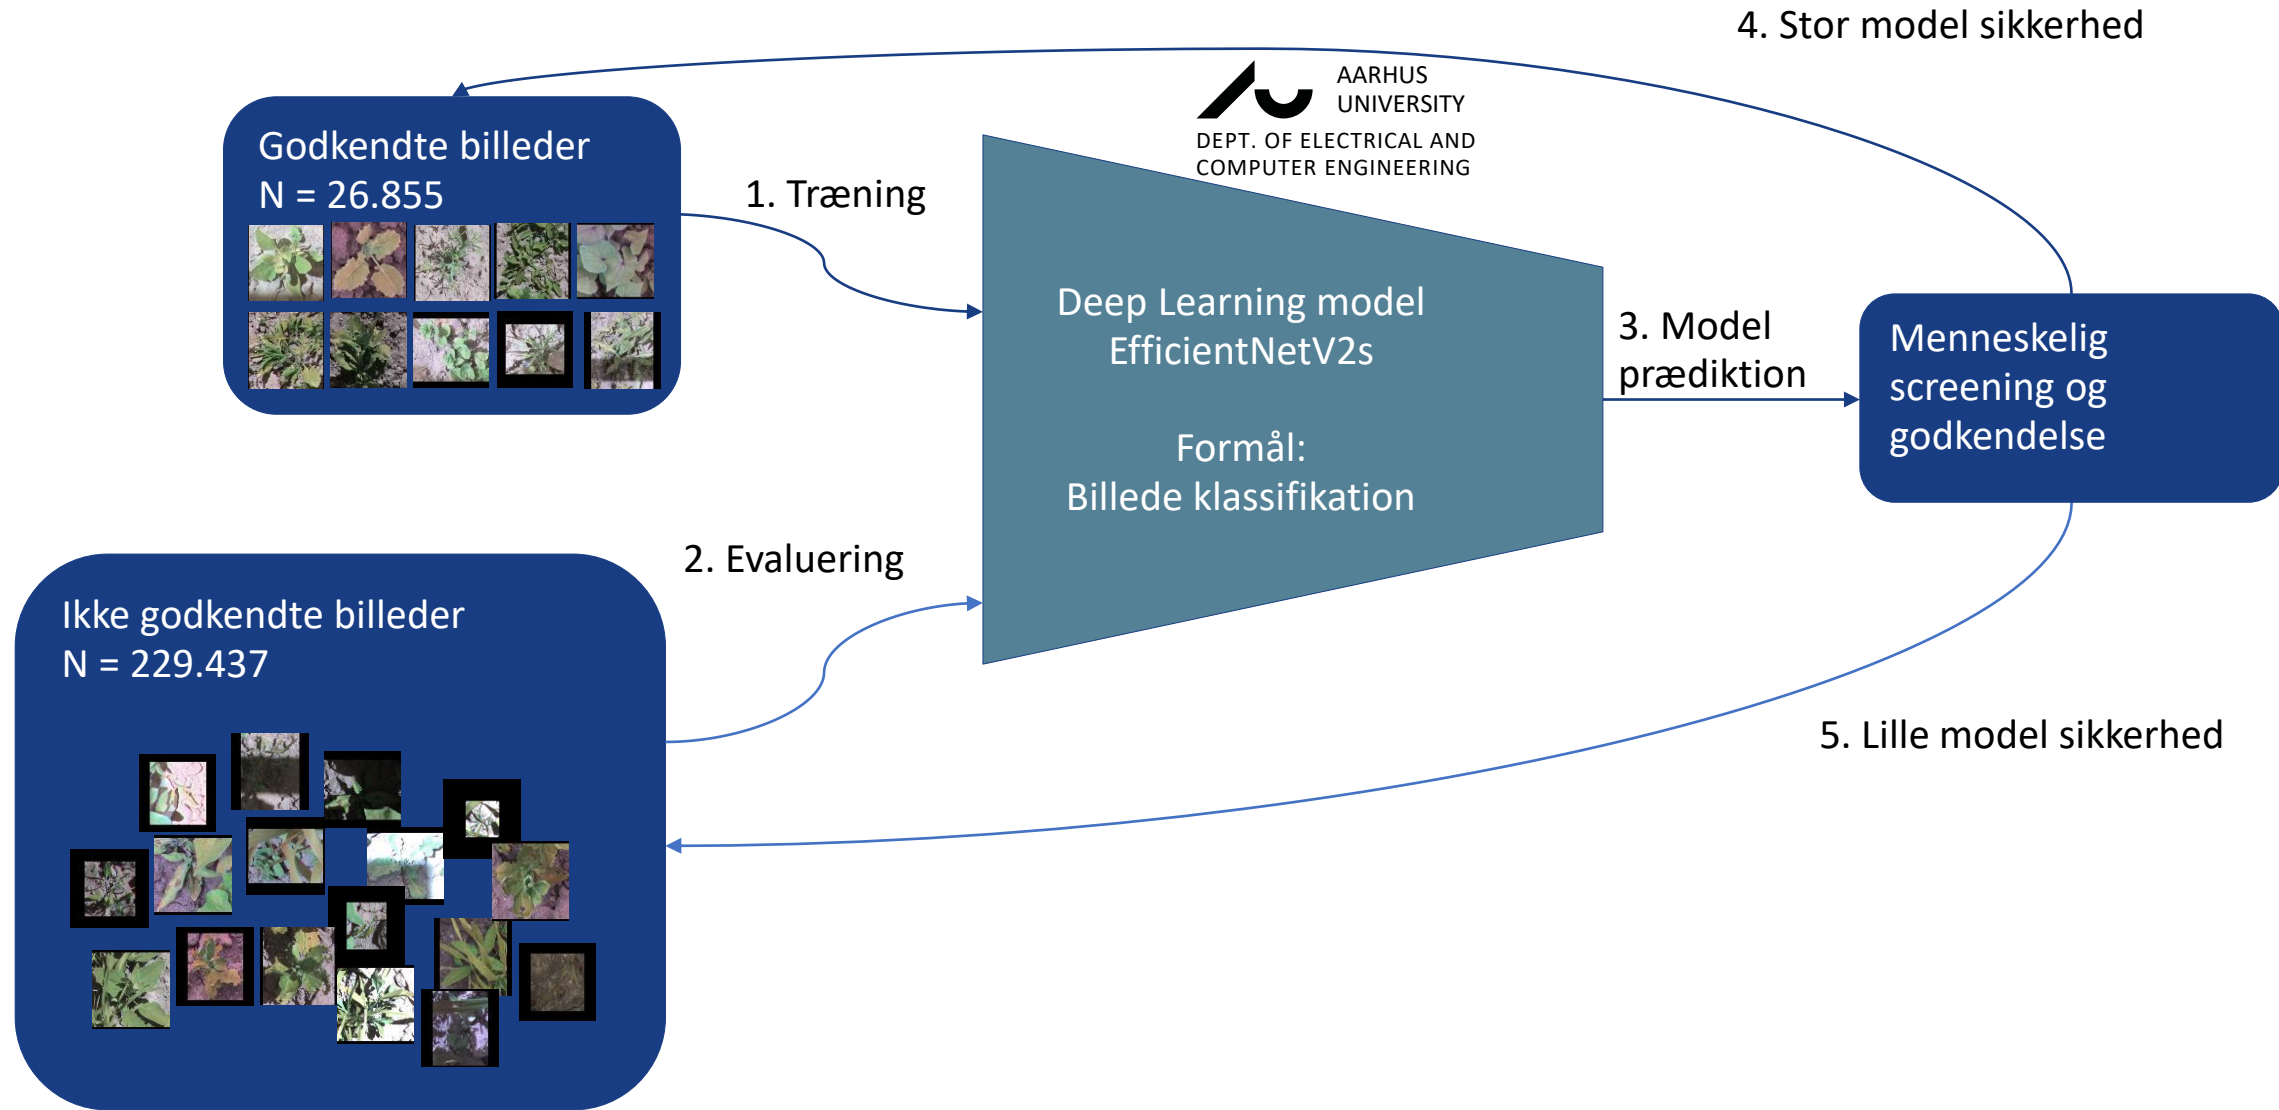 4. Stor model sikkerhed
AARHUS
UNIVERSITY
DEPT. OF ELECTRICAL AND
COMPUTER ENGINEERING
Godkendte billeder
N = 26.855
1. Træning
Deep Learning model
EfficientNetV2s
Formål:
Billede klassifikation
3. Model
prædiktion
Menneskelig
screening og
godkendelse
2. Evaluering
Ikke godkendte billeder
N = 229.437
5. Lille model sikkerhed